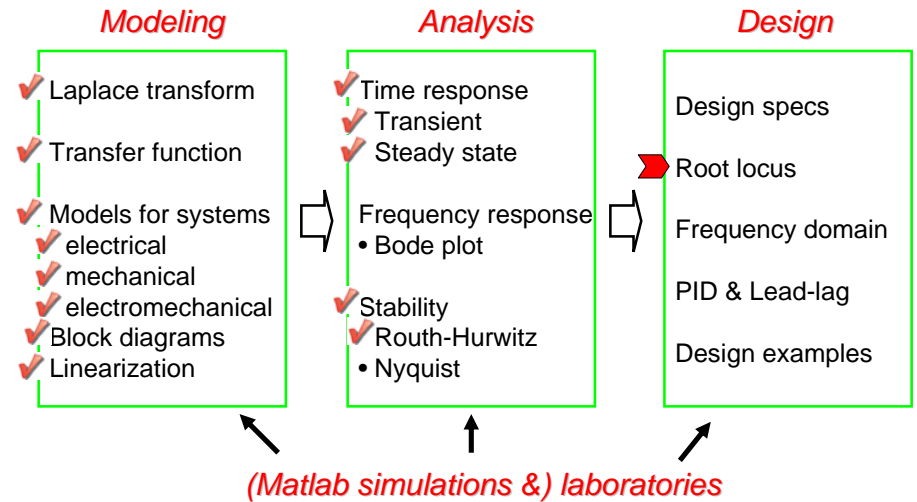 Modeling
Laplace transform
Transfer function
Models for systems
electrical
mechanical
electromechanical
Block diagrams
Linearization
Analysis
Time response
Transient
Steady state
Frequency response
• Bode plot
Stability
Routh-Hurwitz
• Nyquist
Design
Design specs
Root locus
Frequency domain
PID & Lead-lag
Design examples
(Matlab simulations &) laboratories